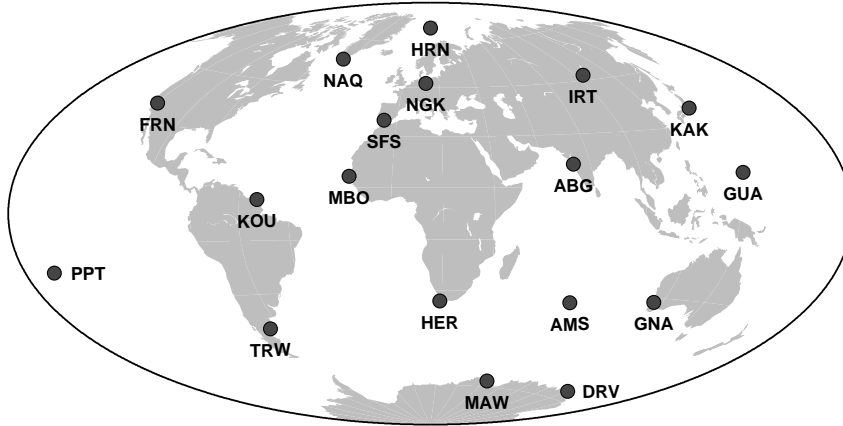 HRN
NAQ
IRT
NGK
FRN
KAK
SFS
ABG
GUA
MBO
KOU
PPT
HER
AMS
GNA
TRW
DRV
MAW